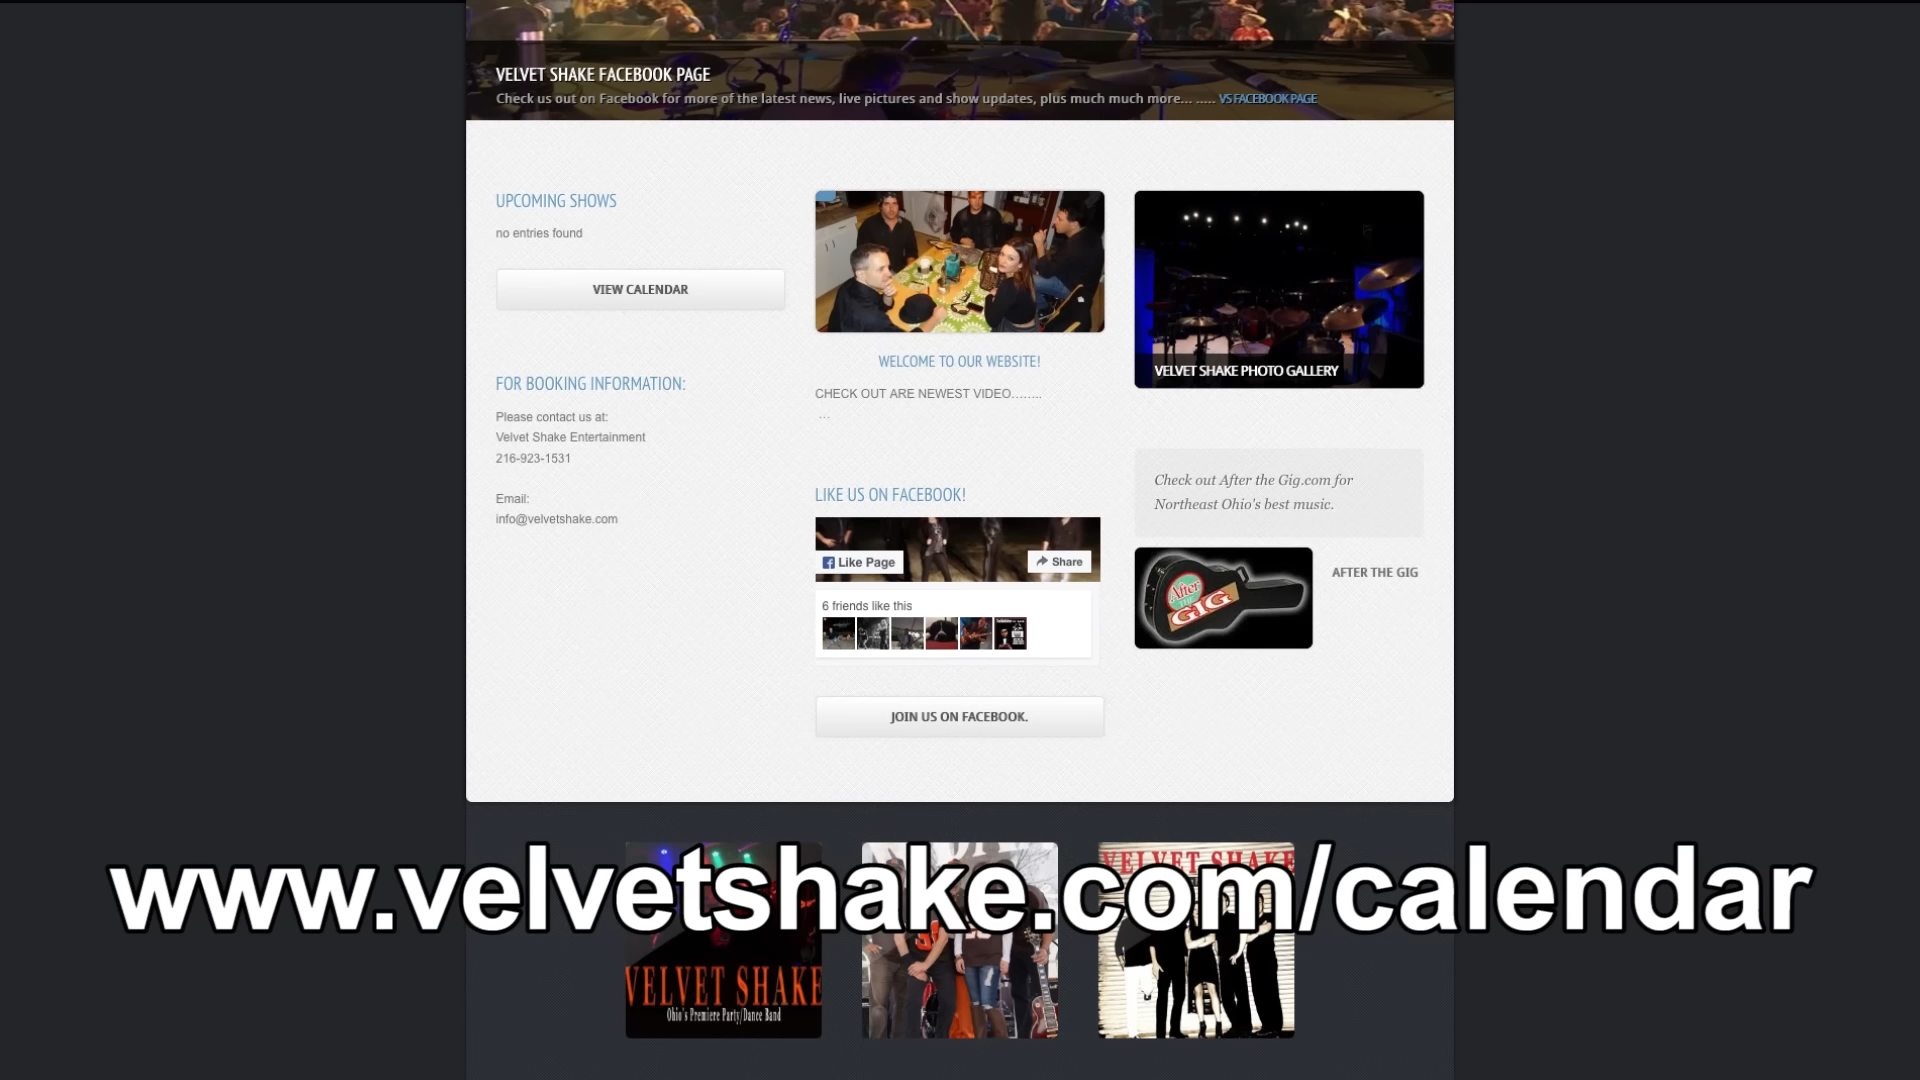 VELVET SHAKE FACEBOOK PAGE
Check us out on Facebook for more of the latest news, live pictures and show updates, plus much much more... ..... VS FACEBOOK PAGE
UPCOMING SHOWS
no entries found
VIEW CALENDAR
FOR BOOKING INFORMATION:
Please contact us at:
Velvet Shake Entertainment
216-923-1531
Email:
info@velvetshake.com
WELCOME TO OUR WEBSITE!
CHECK OUT ARE NEWEST VIDEO……..
…
LIKE US ON FACEBOOK!
Like Page
Share
6 friends like this
JOIN US ON FACEBOOK.
VELVET SHAKE PHOTO GALLERY
Check out After the Gig.com for
Northeast Ohio's best music.
After
THE
GIG
AFTER THE GIG
www.velvetshake.com/calendar
VELVET SHAKE
Ohio's Premiere Party/Dance Band
VELVET SHAKE